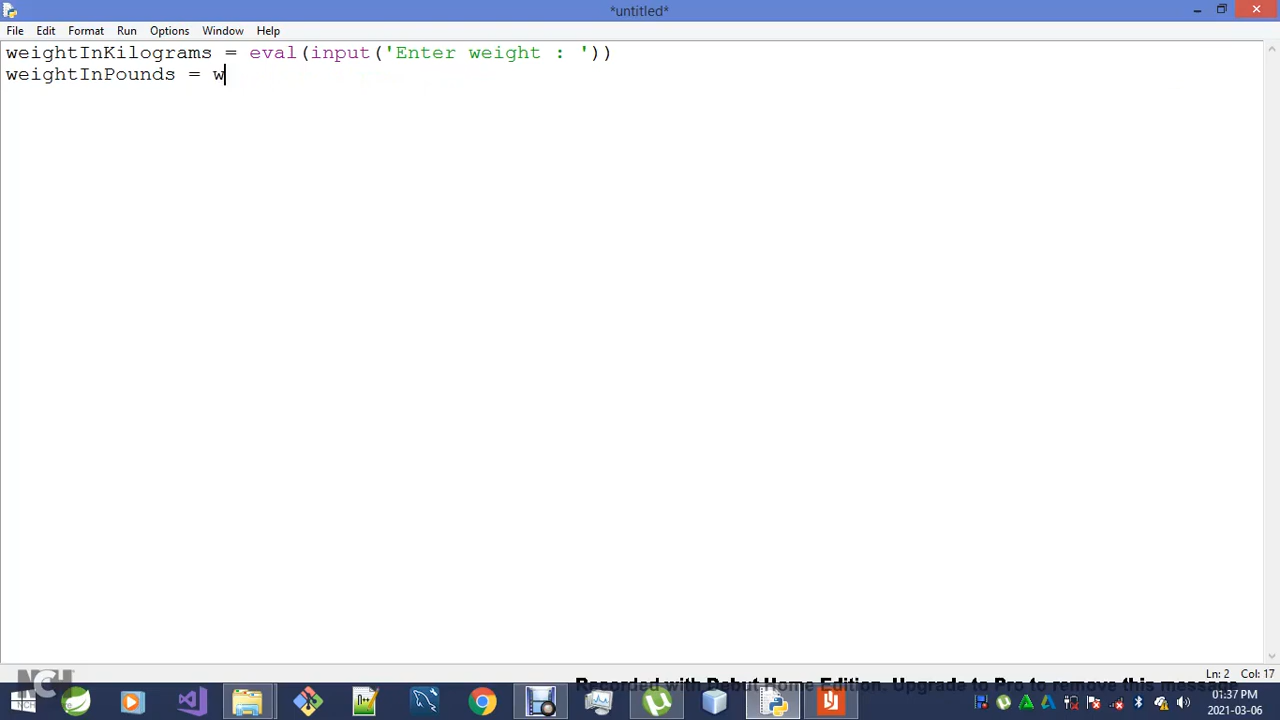 *untitled*
File Edit Format Run Options Window Help
weightInKilograms = eval(input('Enter weight : '))
weightInPounds = w
Ln: 2 Col: 17
NCH
Recorded with Debut Home Edition. Upgrade to Pro to remove this message
01:37 PM
2021-03-06